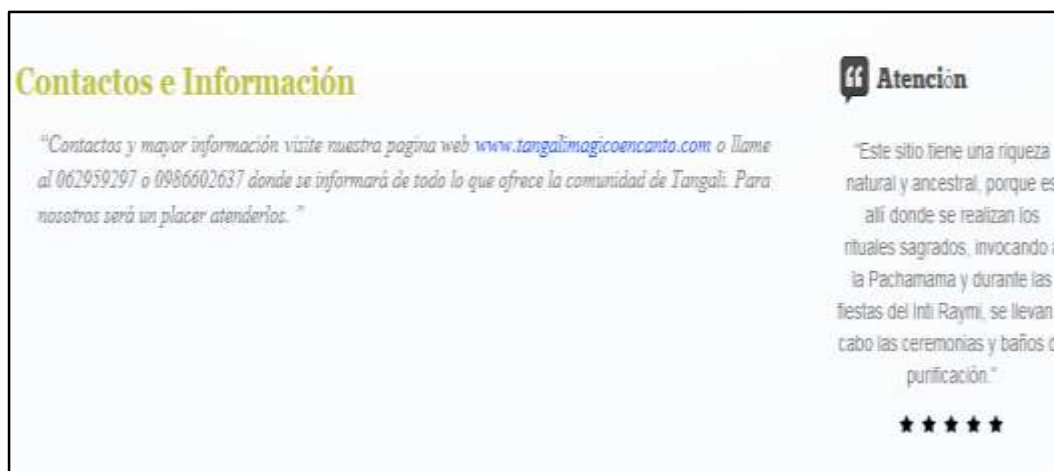 Contactos e Información
"Contactos y mayor información visite nuestra pagina web www.tangalimagicoencanto.com o llame
al 062959297 o 0986602637 donde se informará de todo lo que ofrece la comunidad de Tangali. Para
nosotros será un placer atenderlos. "
Atención
"Este sitio tiene una riqueza
natural y ancestral, porque es
allí donde se realizan los
rituales sagrados, invocando a
la Pachamama y durante las
fiestas del Inti Raymi, se llevan
cabo las ceremonias y baños d
purificación."